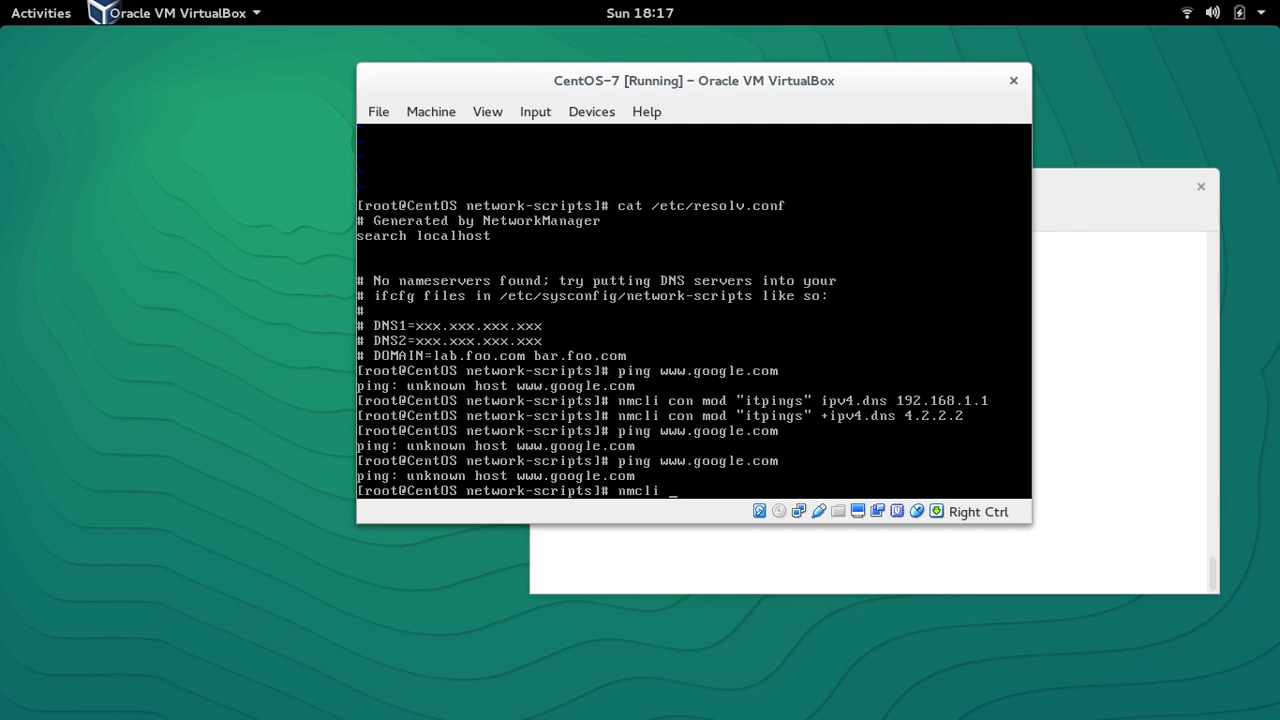 Activities Oracle VM VirtualBox Sun 18:17
CentOS-7 [Running] - Oracle VM VirtualBox
File Machine View Input Devices Help
~
~
~
~
~
[root@CentOS network-scripts]# cat /etc/resolv.conf
# Generated by NetworkManager
search localhost
# No nameservers found; try putting DNS servers into your
# ifcfg files in /etc/sysconfig/network-scripts like so:
#
# DNS1=xxx.xxx.xxx.xxx
# DNS2=xxx.xxx.xxx.xxx
# DOMAIN=lab.foo.com bar.foo.com
[root@CentOS network-scripts]# ping www.google.com
ping: unknown host www.google.com
[root@CentOS network-scripts]# nmcli con mod "itpings" ipv4.dns 192.168.1.1
[root@CentOS network-scripts]# nmcli con mod "itpings" +ipv4.dns 4.2.2.2
[root@CentOS network-scripts]# ping www.google.com
ping: unknown host www.google.com
[root@CentOS network-scripts]# ping www.google.com
ping: unknown host www.google.com
[root@CentOS network-scripts]# nmcli _
Right Ctrl